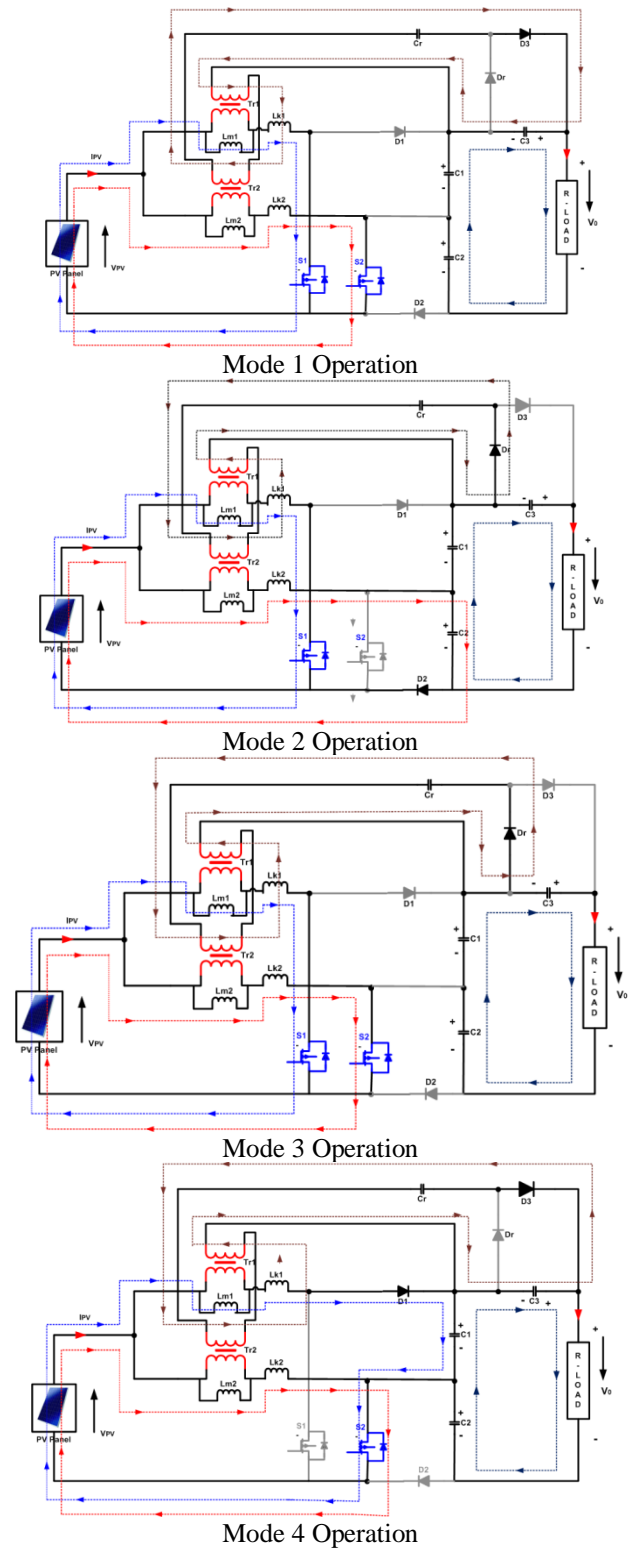 Cr
D3
Dr
Tr1
Lk1
Lm1
D1
C3
- +
IPV
Tr2
Lk2
Lm2
+
C1
-
+
C2
-
R-LOAD
+
V0
-
PV Panel
VPV
S1
S2
D2
Mode 1 Operation
Cr
D3
Dr
Tr1
Lk1
Lm1
D1
C3
- +
IPV
Tr2
Lk2
Lm2
+
C1
-
+
C2
-
R-LOAD
+
V0
-
PV Panel
VPV
S1
S2
D2
Mode 2 Operation
Cr
D3
Dr
Tr1
Lk1
Lm1
D1
C3
- +
IPV
Tr2
Lk2
Lm2
+
C1
-
+
C2
-
R-LOAD
+
V0
-
PV Panel
VPV
S1
S2
D2
Mode 3 Operation
Cr
D3
Dr
Tr1
Lk1
Lm1
D1
C3
- +
IPV
Tr2
Lk2
Lm2
+
C1
-
+
C2
-
R-LOAD
+
V0
-
PV Panel
VPV
S1
S2
D2
Mode 4 Operation